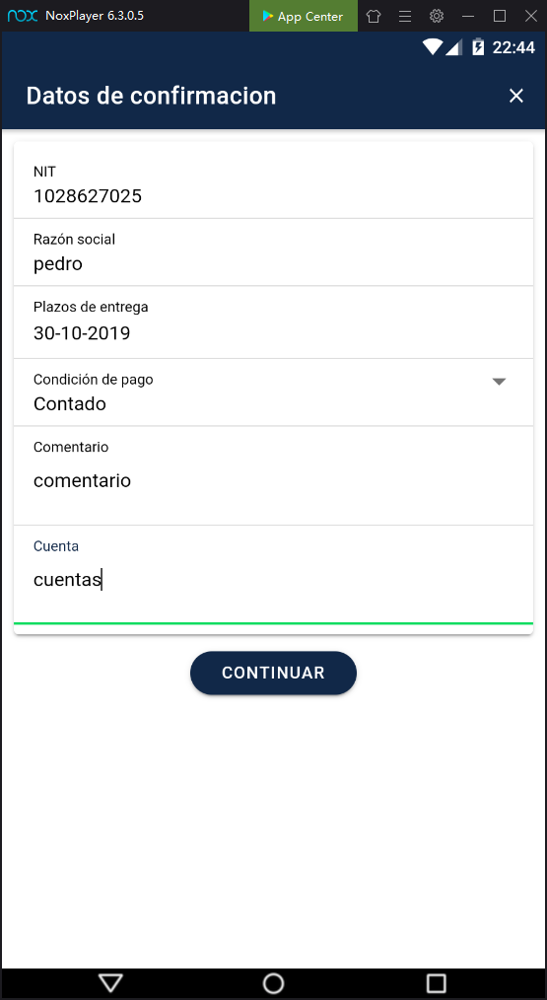 nox NoxPlayer 6.3.0.5 App Center
22:44
Datos de confirmacion
NIT
1028627025
Razón social
pedro
Plazos de entrega
30-10-2019
Condición de pago
Contado
Comentario
comentario
Cuenta
cuentas
CONTINUAR